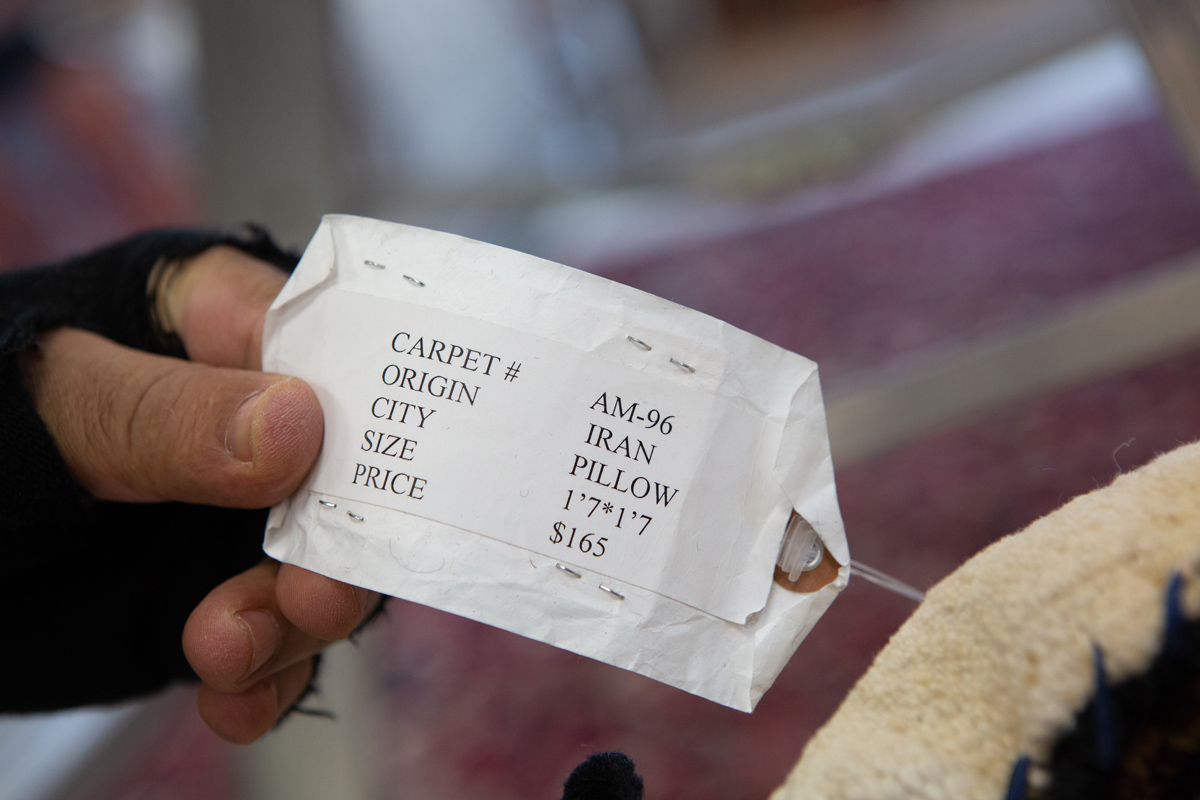 CARPET # AM-96
ORIGIN IRAN
CITY PILLOW
SIZE 1'7*1'7
PRICE $165